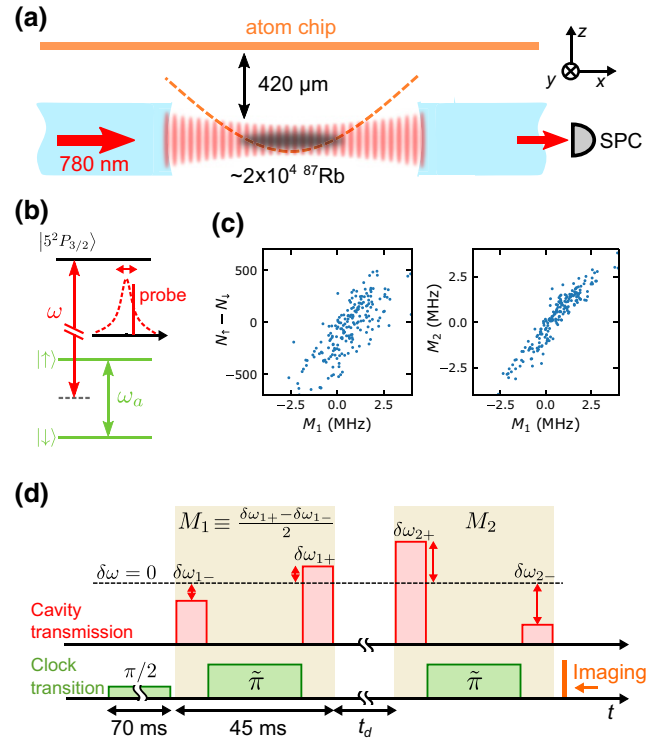 (a)
atom chip
420 μm
z
y
x
780 nm
~2x10⁴ ⁸⁷Rb
SPC
(b)
|5²P₃/₂⟩
probe
ω
|↑⟩
ωₐ
|↓⟩
(c)
500
0
−500
N↑ − N↓
−2.5 0.0 2.5
M₁ (MHz)
2.5
0.0
−2.5
M₂ (MHz)
−2.5 0.0 2.5
M₁ (MHz)
(d)
M₁ ≡ (δω₁₊−δω₁₋)/2
M₂
δω = 0
δω₁₋
δω₁₊
δω₂₊
δω₂₋
Cavity
transmission
Clock
transition
π/2
π̃
π̃
Imaging
70 ms
45 ms
t_d
t